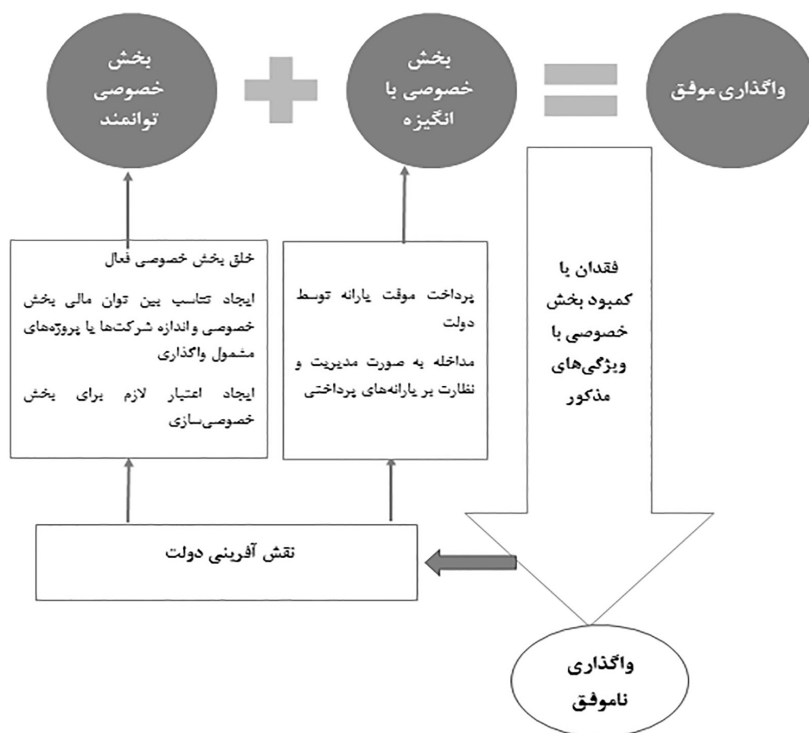 بخش
خصوصی
توانمند
بخش
خصوصی با
انگیزه
واگذاری موفق
خلق بخش خصوصی فعال
ایجاد تناسب بین توان مالی بخش
خصوصی و اندازه شرکت‌ها یا پروژه‌های
مشمول واگذاری
ایجاد اعتبار لازم برای بخش
خصوصی‌سازی
پرداخت موقت یارانه توسط
دولت
مداخله به صورت مدیریت و
نظارت بر یارانه‌های پرداختی
فقدان یا
کمبود بخش
خصوصی با
ویژگی‌های
مذکور
نقش آفرینی دولت
واگذاری
ناموفق